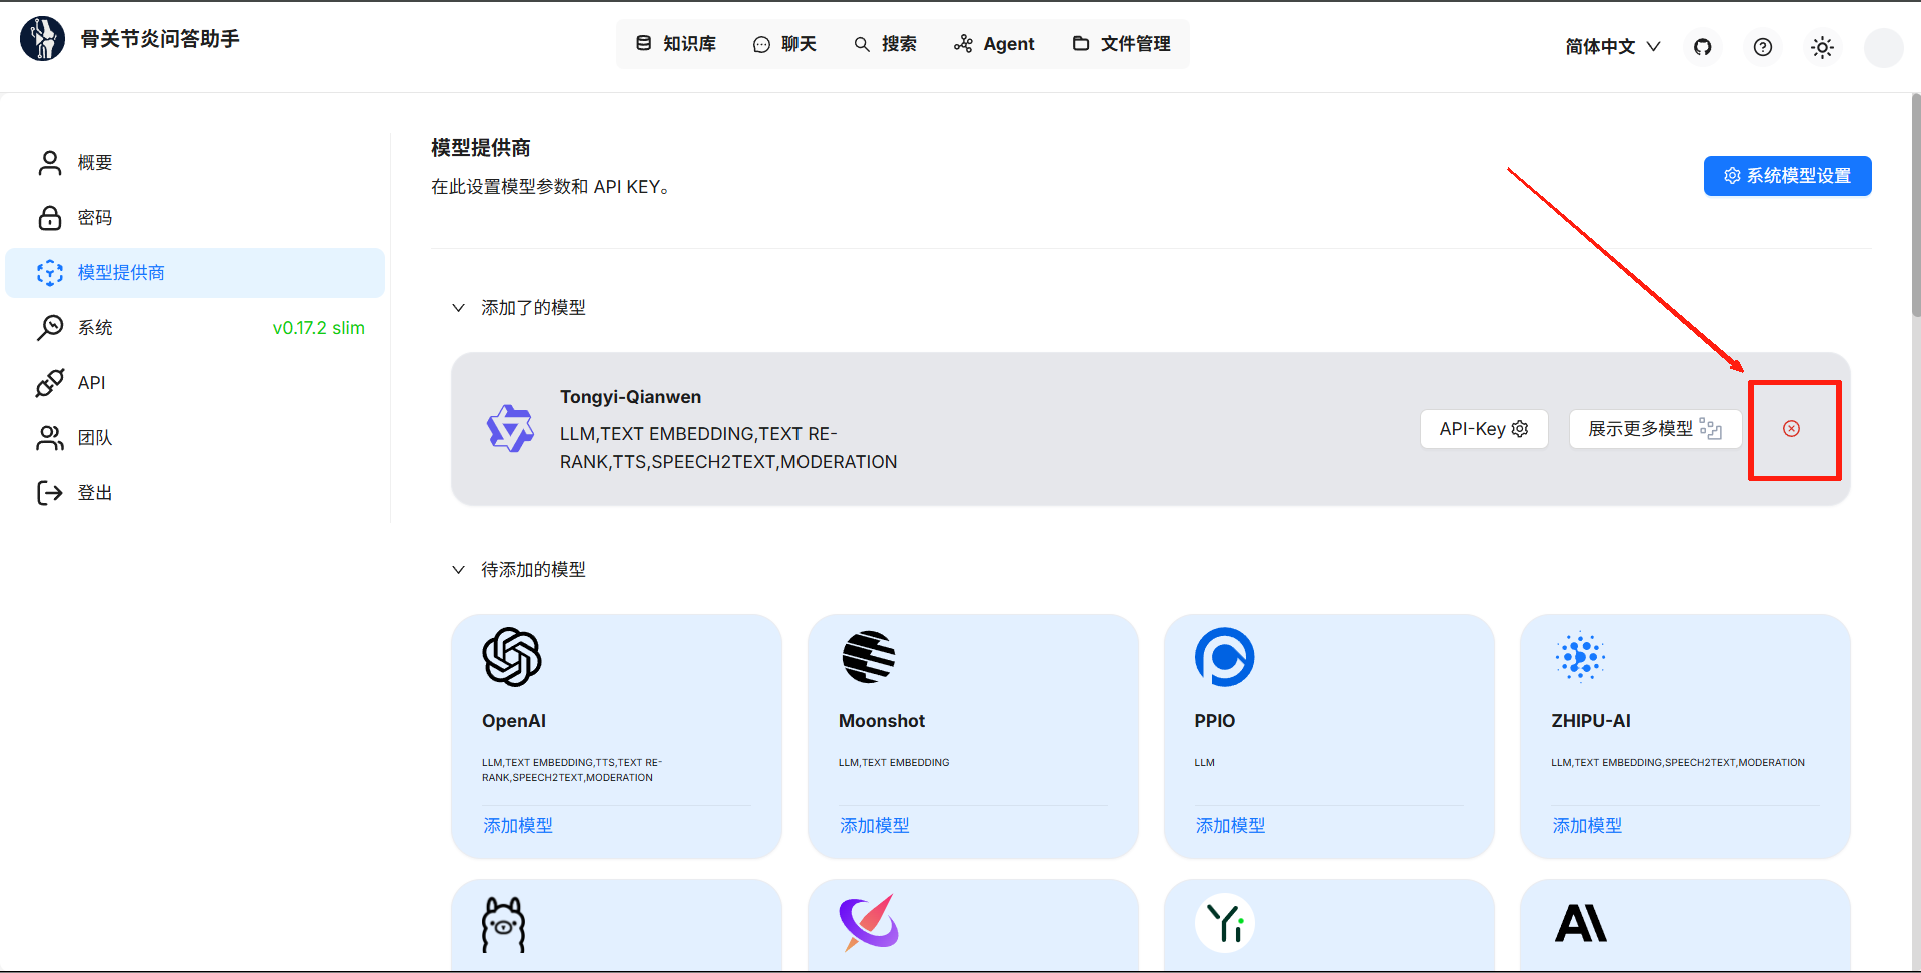 骨关节炎问答助手
知识库
聊天
搜索
Agent
文件管理
简体中文
概要
密码
模型提供商
系统
v0.17.2 slim
API
团队
登出
模型提供商
在此设置模型参数和 API KEY。
系统模型设置
添加了的模型
Tongyi-Qianwen
LLM,TEXT EMBEDDING,TEXT RE-
RANK,TTS,SPEECH2TEXT,MODERATION
API-Key
展示更多模型
待添加的模型
OpenAI
LLM,TEXT EMBEDDING,TTS,TEXT RE-
RANK,SPEECH2TEXT,MODERATION
添加模型
Moonshot
LLM,TEXT EMBEDDING
添加模型
PPIO
LLM
添加模型
ZHIPU-AI
LLM,TEXT EMBEDDING,SPEECH2TEXT,MODERATION
添加模型